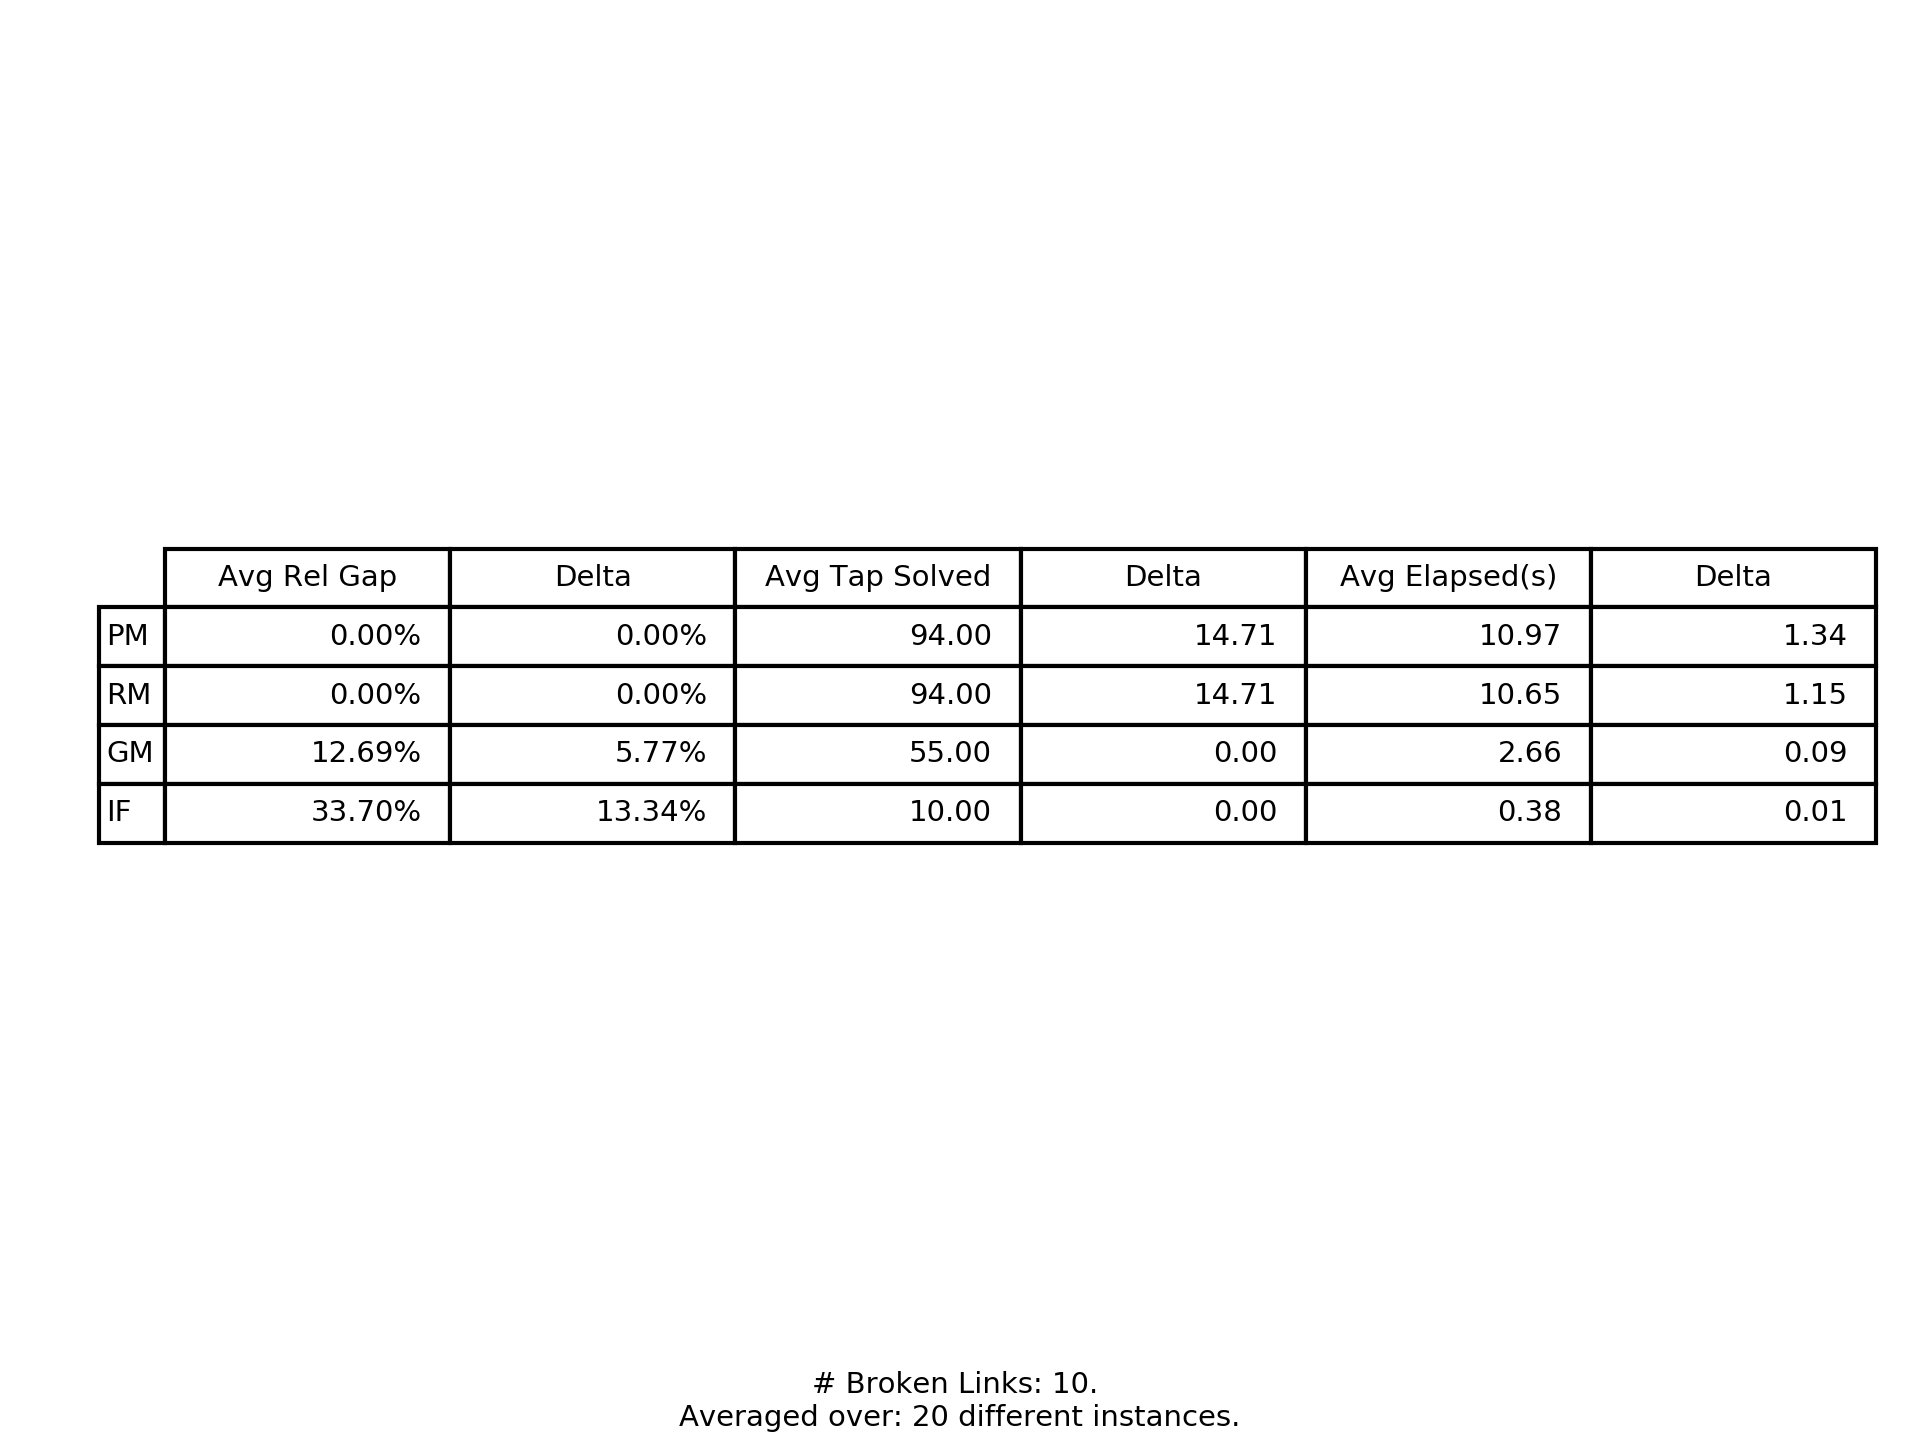 Avg Rel Gap Delta Avg Tap Solved Delta Avg Elapsed(s) Delta
PM 0.00% 0.00% 94.00 14.71 10.97 1.34
RM 0.00% 0.00% 94.00 14.71 10.65 1.15
GM 12.69% 5.77% 55.00 0.00 2.66 0.09
IF 33.70% 13.34% 10.00 0.00 0.38 0.01
# Broken Links: 10.
Averaged over: 20 different instances.